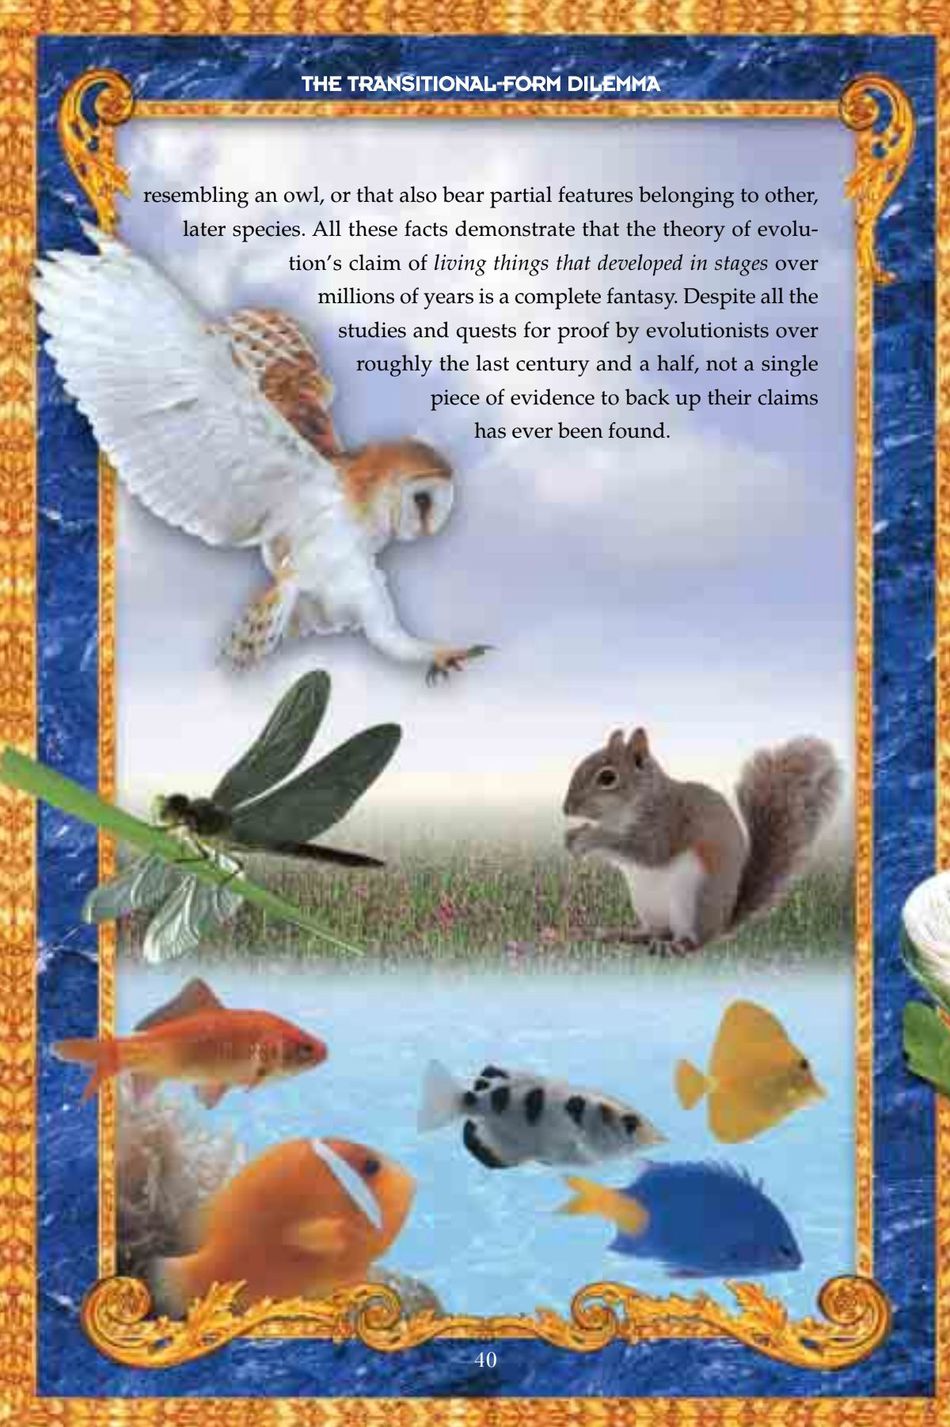 THE TRANSITIONAL-FORM DILEMMA
resembling an owl, or that also bear partial features belonging to other,
later species. All these facts demonstrate that the theory of evolu-
tion's claim of living things that developed in stages over
millions of years is a complete fantasy. Despite all the
studies and quests for proof by evolutionists over
roughly the last century and a half, not a single
piece of evidence to back up their claims
has ever been found.
40